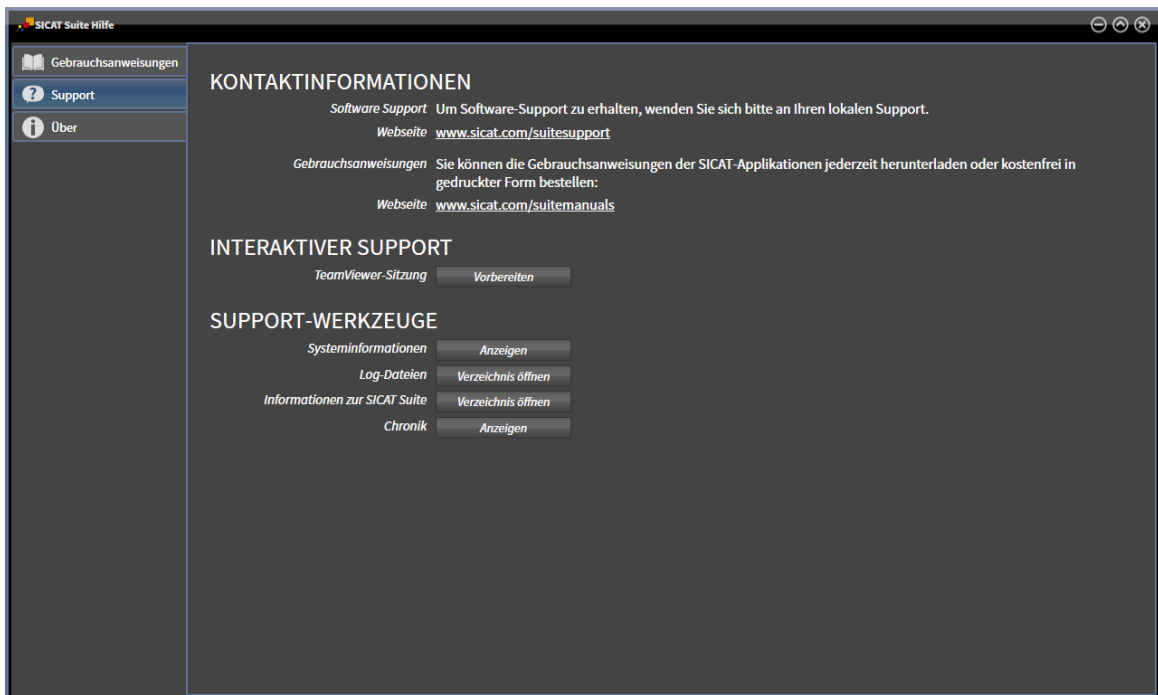 SICAT Suite Hilfe
Gebrauchsanweisungen
Support
Über
KONTAKTINFORMATIONEN
Software Support Um Software-Support zu erhalten, wenden Sie sich bitte an Ihren lokalen Support.
Webseite www.sicat.com/suitesupport
Gebrauchsanweisungen Sie können die Gebrauchsanweisungen der SICAT-Applikationen jederzeit herunterladen oder kostenfrei in
gedruckter Form bestellen:
Webseite www.sicat.com/suitemanuals
INTERAKTIVER SUPPORT
TeamViewer-Sitzung Vorbereiten
SUPPORT-WERKZEUGE
Systeminformationen Anzeigen
Log-Dateien Verzeichnis öffnen
Informationen zur SICAT Suite Verzeichnis öffnen
Chronik Anzeigen